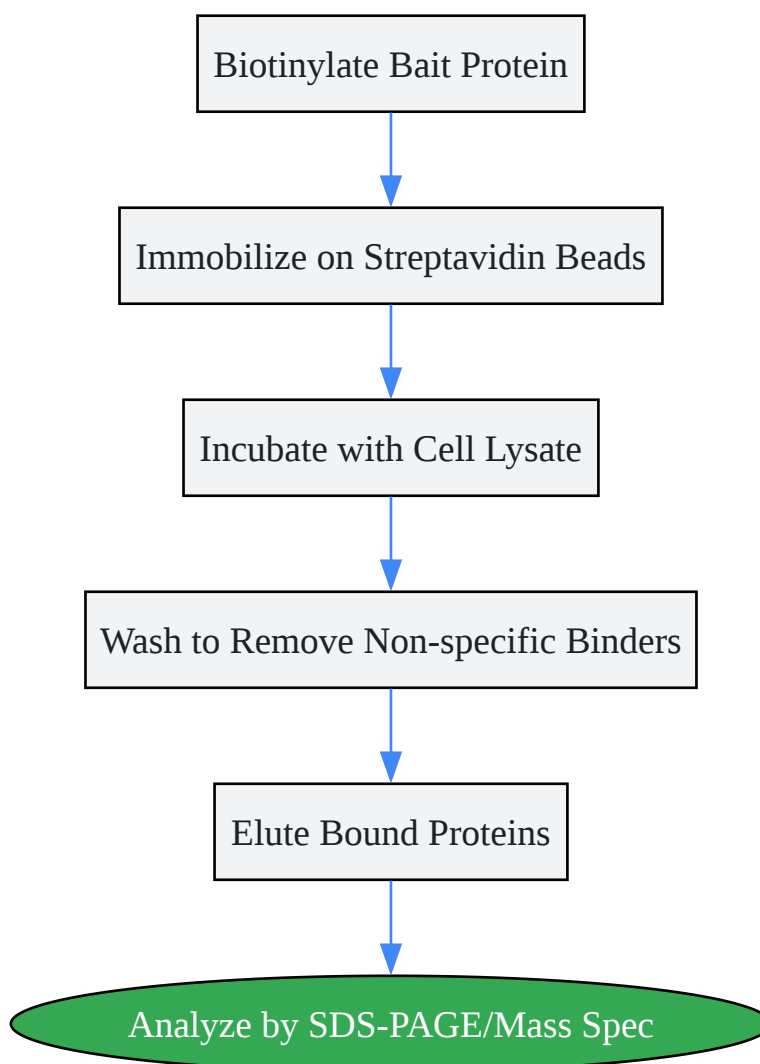 Biotinylate Bait Protein
Immobilize on Streptavidin Beads
Incubate with Cell Lysate
Wash to Remove Non-specific Binders
Elute Bound Proteins
Analyze by SDS-PAGE/Mass Spec